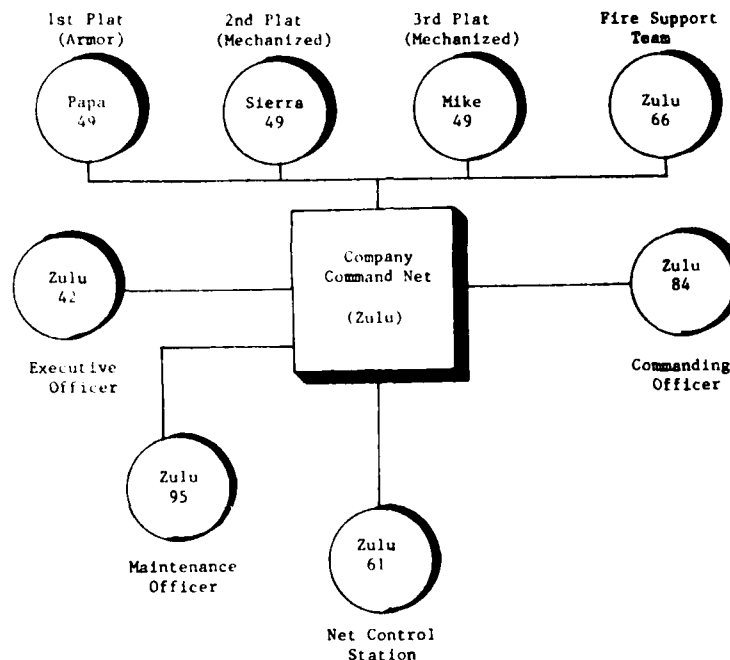 1st Plat
(Armor)
2nd Plat
(Mechanized)
3rd Plat
(Mechanized)
Fire Support
Team
Papa
49
Sierra
49
Mike
49
Zulu
66
Company
Command Net
(Zulu)
Zulu
42
Executive
Officer
Zulu
84
Commanding
Officer
Zulu
95
Maintenance
Officer
Zulu
61
Net Control
Station